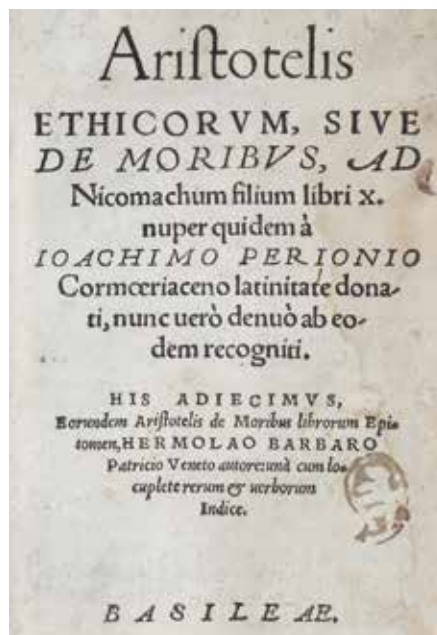 Ariſtotelis
ETHICORVM, SIVE
DE MORIBVS, AD
Nicomachum filium libri x.
nuper quidem à
IOACHIMO PERIONIO
Cormœriaceno latinitate dona-
ti, nunc uerò denuò ab eo-
dem recogniti.
HIS ADIECIMVS,
Eorundem Ariſtotelis de Moribus librorum Epi-
tomen, HERMOLAO BARBARO
Patricio Veneto autore: unà cum lo-
cuplete rerum & uerborum
Indice.
BASILEAE.